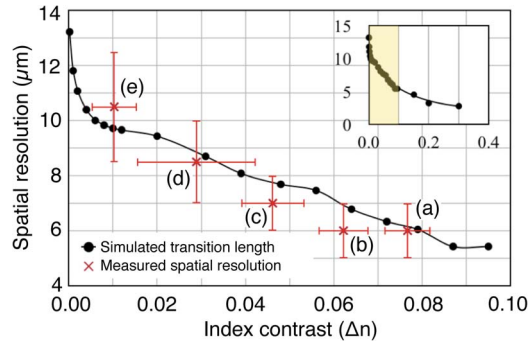 14
12
10
8
6
4
Spatial resolution (μm)
15
10
5
0
0.0
0.2
0.4
(e)
(d)
(c)
(b)
(a)
Simulated transition length
Measured spatial resolution
0.00
0.02
0.04
0.06
0.08
0.10
Index contrast (Δn)